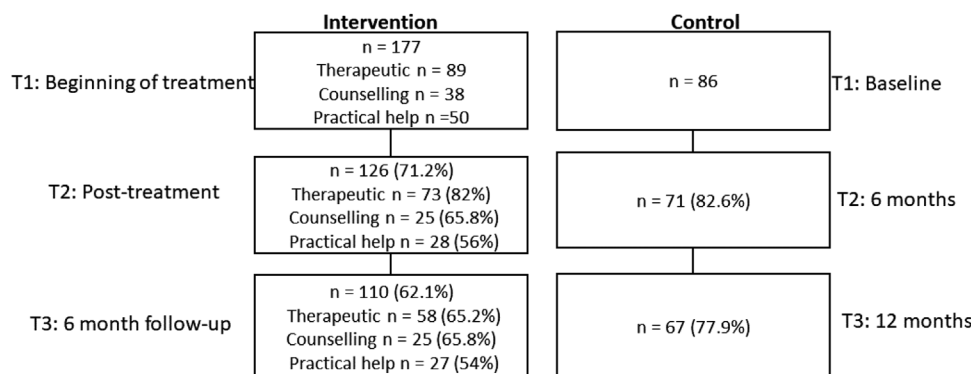 Intervention
Control
T1: Beginning of treatment
n = 177
Therapeutic n = 89
Counselling n = 38
Practical help n =50
n = 86
T1: Baseline
T2: Post-treatment
n = 126 (71.2%)
Therapeutic n = 73 (82%)
Counselling n = 25 (65.8%)
Practical help n = 28 (56%)
n = 71 (82.6%)
T2: 6 months
T3: 6 month follow-up
n = 110 (62.1%)
Therapeutic n = 58 (65.2%)
Counselling n = 25 (65.8%)
Practical help n = 27 (54%)
n = 67 (77.9%)
T3: 12 months